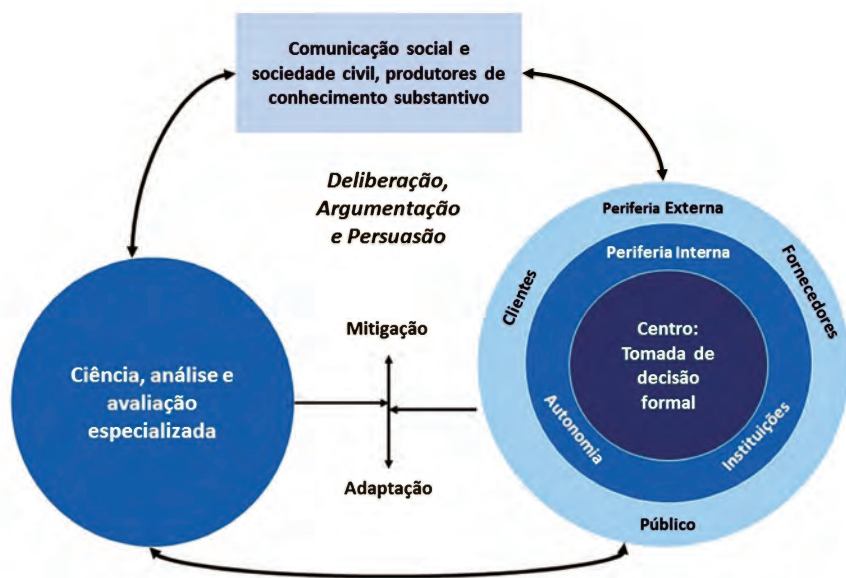 Comunicação social e
sociedade civil, produtores de
conhecimento substantivo
Deliberação,
Argumentação
e Persuasão
Periferia Externa
Periferia Interna
Clientes
Fornecedores
Centro:
Tomada de
decisão
formal
Autonomia
Instituições
Público
Mitigação
Ciência, análise e
avaliação
especializada
Adaptação